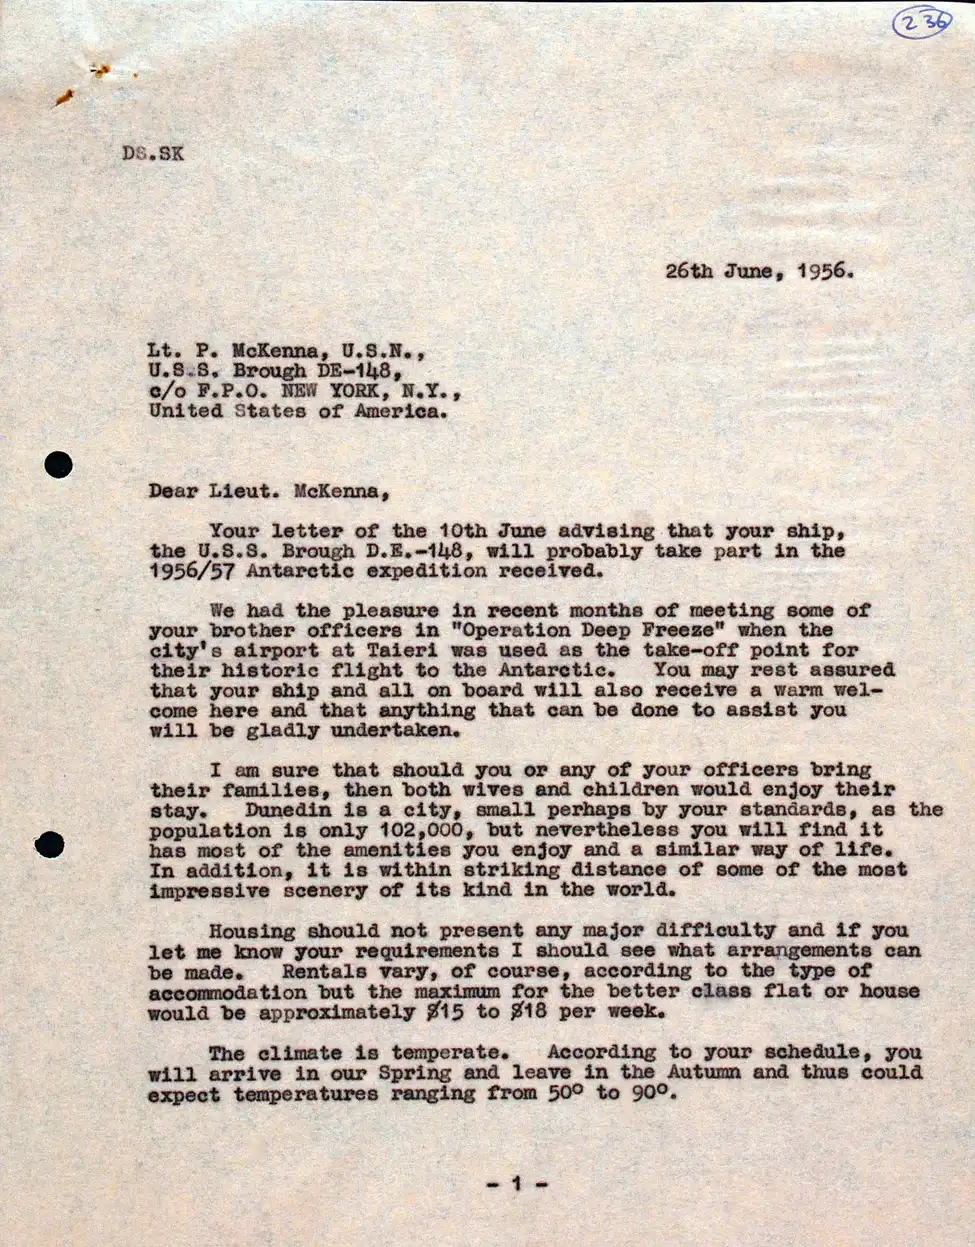 236
DS.SK
26th June, 1956.
Lt. P. McKenna, U.S.N.,
U.S.S. Brough DE-148,
c/o F.P.O. NEW YORK, N.Y.,
United States of America.
Dear Lieut. McKenna,
Your letter of the 10th June advising that your ship,
the U.S.S. Brough D.E.-148, will probably take part in the
1956/57 Antarctic expedition received.
We had the pleasure in recent months of meeting some of
your brother officers in "Operation Deep Freeze" when the
city's airport at Taieri was used as the take-off point for
their historic flight to the Antarctic. You may rest assured
that your ship and all on board will also receive a warm wel-
come here and that anything that can be done to assist you
will be gladly undertaken.
I am sure that should you or any of your officers bring
their families, then both wives and children would enjoy their
stay. Dunedin is a city, small perhaps by your standards, as the
population is only 102,000, but nevertheless you will find it
has most of the amenities you enjoy and a similar way of life.
In addition, it is within striking distance of some of the most
impressive scenery of its kind in the world.
Housing should not present any major difficulty and if you
let me know your requirements I should see what arrangements can
be made. Rentals vary, of course, according to the type of
accommodation but the maximum for the better class flat or house
would be approximately $15 to $18 per week.
The climate is temperate. According to your schedule, you
will arrive in our Spring and leave in the Autumn and thus could
expect temperatures ranging from 50° to 90°.
- 1 -